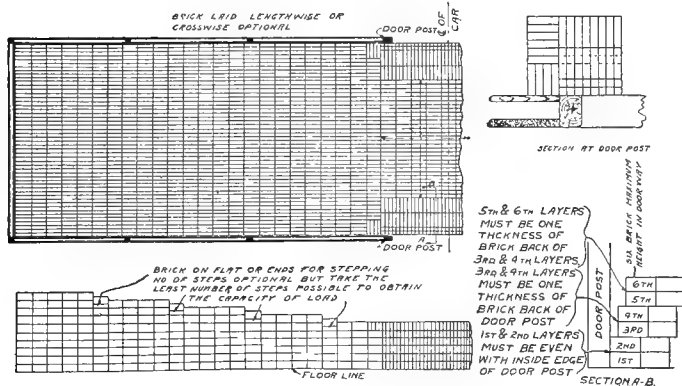 BRICK LAID LENGTHWISE OR
CROSSWISE OPTIONAL
DOOR POST
℄ OF
CAR
SECTION AT DOOR POST
B
A
DOOR POST
BRICK ON FLAT OR ENDS FOR STEPPING
NO OF STEPS OPTIONAL BUT TAKE THE
LEAST NUMBER OF STEPS POSSIBLE TO OBTAIN
THE CAPACITY OF LOAD
FLOOR LINE
5TH & 6TH LAYERS
MUST BE ONE
THCKNESS OF
BRICK BACK OF
3RD & 4TH LAYERS
3RD & 4TH LAYERS
MUST BE ONE
THICKNESS OF
BRICK BACK OF
DOOR POST
1ST & 2ND LAYERS
MUST BE EVEN
WITH INSIDE EDGE
OF DOOR POST
SIX BRICK MAXIMUM
HEIGHT IN DOORWAY
DOOR POST
6TH
5TH
4TH
3RD
2ND
1ST
SECTION A-B.